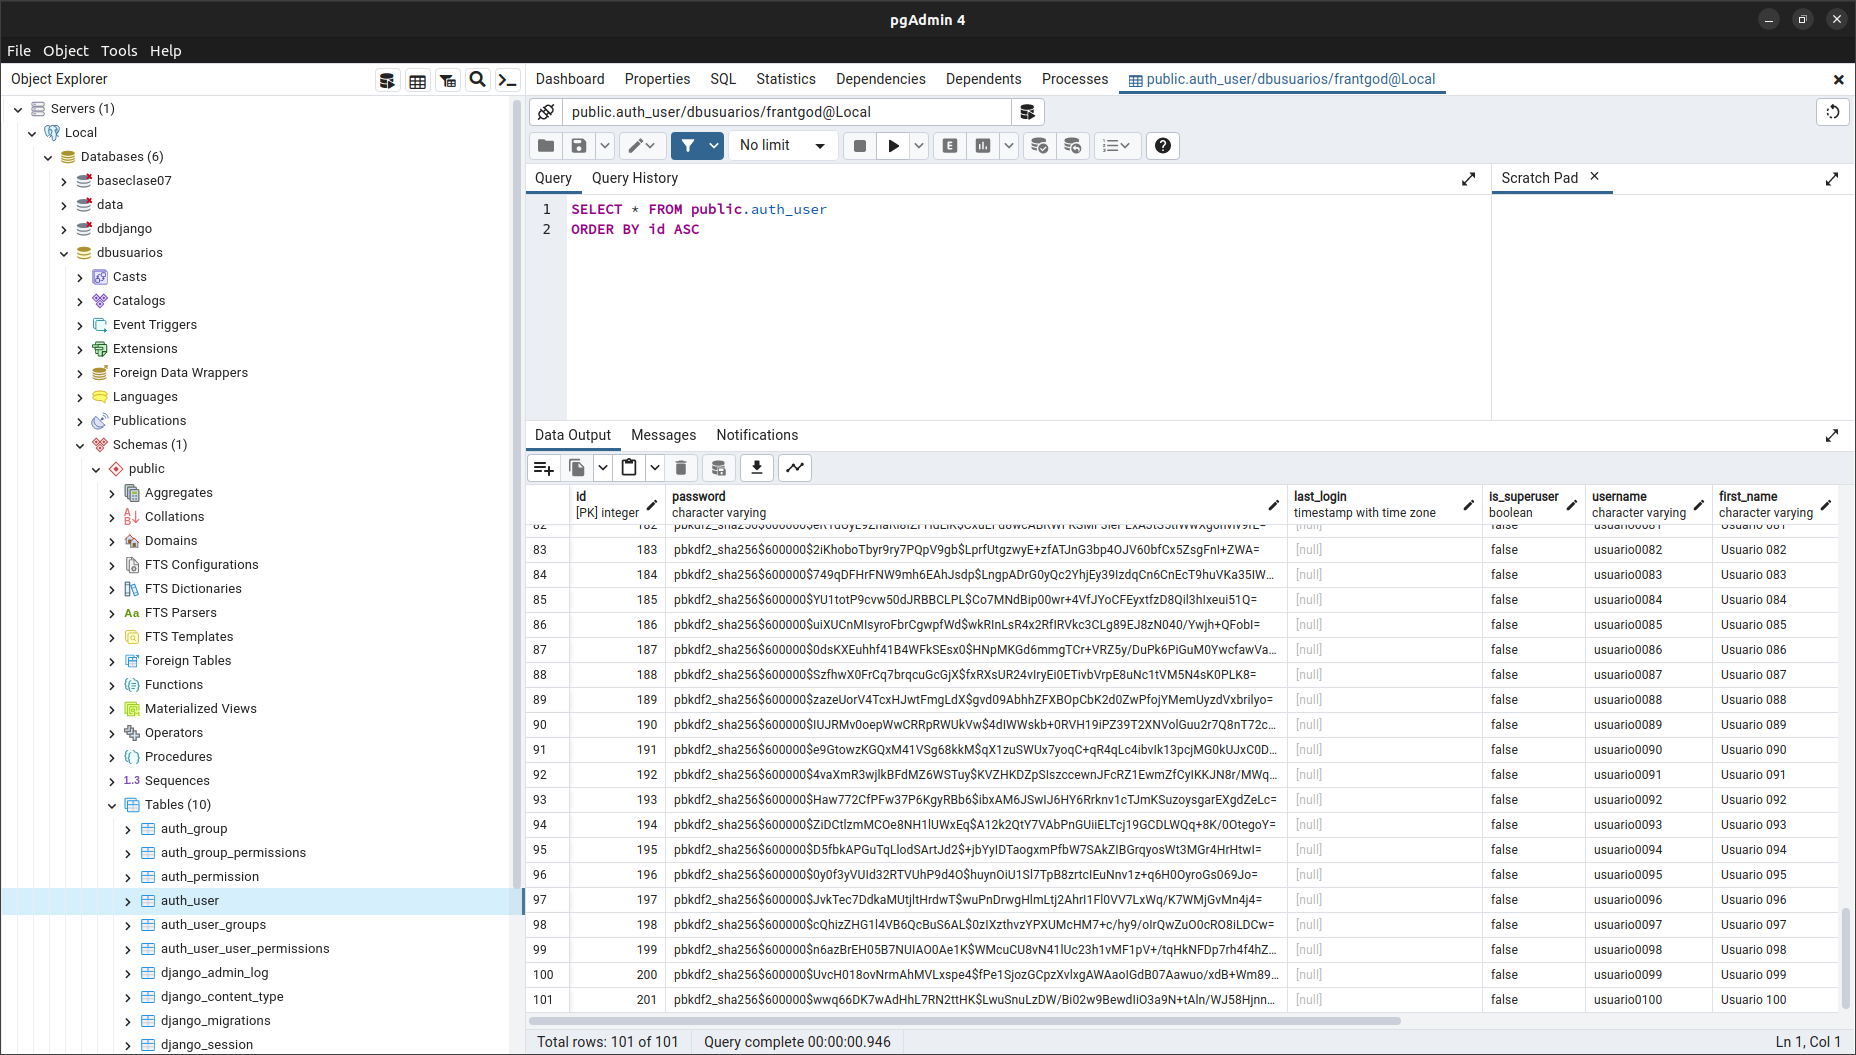 pgAdmin 4
File Object Tools Help
Object Explorer
Dashboard Properties SQL Statistics Dependencies Dependents Processes public.auth_user/dbusuarios/frantgod@Local
Servers (1)
Local
Databases (6)
baseclase07
data
dbdjango
dbusuarios
Casts
Catalogs
Event Triggers
Extensions
Foreign Data Wrappers
Languages
Publications
Schemas (1)
public
Aggregates
Collations
Domains
FTS Configurations
FTS Dictionaries
Aa FTS Parsers
FTS Templates
Foreign Tables
Functions
Materialized Views
Operators
Procedures
1.3 Sequences
Tables (10)
auth_group
auth_group_permissions
auth_permission
auth_user
auth_user_groups
auth_user_user_permissions
django_admin_log
django_content_type
django_migrations
django_session
public.auth_user/dbusuarios/frantgod@Local
No limit
Query Query History
Scratch Pad
1 SELECT * FROM public.auth_user
2 ORDER BY id ASC
Data Output Messages Notifications
id password last_login is_superuser username first_name
[PK] integer character varying timestamp with time zone boolean character varying character varying
83 183 pbkdf2_sha256$600000$2iKhoboTbyr9ry7PQpV9gb$LprfUtgzwyE+zfATJnG3bp4OJV60bfCx5ZsgFnI+ZWA= [null] false usuario0082 Usuario 082
84 184 pbkdf2_sha256$600000$749qDFHrFNW9mh6EAhJsdp$LngpADrG0yQc2YhjEy39IzdqCn6CnEcT9huVKa35IW... [null] false usuario0083 Usuario 083
85 185 pbkdf2_sha256$600000$YU1totP9cvw50dJRBBCLPL$Co7MNdBip00wr+4VfJYoCFEyxtfzD8Qil3hIxeui51Q= [null] false usuario0084 Usuario 084
86 186 pbkdf2_sha256$600000$uiXUCnMIsyroFbrCgwpfWd$wkRInLsR4x2RfIRVkc3CLg89EJ8zN040/Ywjh+QFobI= [null] false usuario0085 Usuario 085
87 187 pbkdf2_sha256$600000$0dsKXEuhhf41B4WFkSEsx0$HNpMKGd6mmgTCr+VRZ5y/DuPk6PiGuM0YwcfawVa... [null] false usuario0086 Usuario 086
88 188 pbkdf2_sha256$600000$SzfhwX0FrCq7brqcuGcGjX$fxRXsUR24vIryEi0ETivbVrpE8uNc1tVM5N4sK0PLK8= [null] false usuario0087 Usuario 087
89 189 pbkdf2_sha256$600000$zazeUorV4TcxHJwtFmgLdX$gvd09AbhhZFXBOpCbK2d0ZwPfojYMemUyzdVxbrilyo= [null] false usuario0088 Usuario 088
90 190 pbkdf2_sha256$600000$IUJRMv0oepWwCRRpRWUkVw$4dIWWskb+0RVH19iPZ39T2XNVolGuu2r7Q8nT72c... [null] false usuario0089 Usuario 089
91 191 pbkdf2_sha256$600000$e9GtowzKGQxM41VSg68kkM$qX1zuSWUx7yoqC+qR4qLc4ibvIk13pcjMG0kUJxC0D... [null] false usuario0090 Usuario 090
92 192 pbkdf2_sha256$600000$4vaXmR3wjlkBFdMZ6WSTuy$KVZHKDZpSIszccewnJFcRZ1EwmZfCyIKKJN8r/MWq... [null] false usuario0091 Usuario 091
93 193 pbkdf2_sha256$600000$Haw772CfPFw37P6KgyRBb6$ibxAM6JSwIJ6HY6Rrknv1cTJmKSuzoysgarEXgdZeLc= [null] false usuario0092 Usuario 092
94 194 pbkdf2_sha256$600000$ZiDCtlzmMCOe8NH1lUWxEq$A12k2QtY7VAbPnGUiiELTcj19GCDLWQq+8K/0OtegoY= [null] false usuario0093 Usuario 093
95 195 pbkdf2_sha256$600000$D5fbkAPGuTqLlodSArtJd2$+jbYyIDTaogxmPfbW7SAkZIBGrqyosWt3MGr4HrHtwI= [null] false usuario0094 Usuario 094
96 196 pbkdf2_sha256$600000$0y0f3yVUId32RTVUhP9d4O$huynOiU1Sl7TpB8zrtcIEuNnv1z+q6H0OyroGs069Jo= [null] false usuario0095 Usuario 095
97 197 pbkdf2_sha256$600000$JvkTec7DdkaMUtjltHrdwT$wuPnDrwgHlmLtj2AhrI1Fl0VV7LxWq/K7WMjGvMn4j4= [null] false usuario0096 Usuario 096
98 198 pbkdf2_sha256$600000$cQhizZHG1l4VB6QcBuS6AL$0zIXzthvzYPXUMcHM7+c/hy9/oIrQwZuO0cRO8iLDCw= [null] false usuario0097 Usuario 097
99 199 pbkdf2_sha256$600000$n6azBrEH05B7NUIAO0Ae1K$WMcuCU8vN41lUc23h1vMF1pV+/tqHkNFDp7rh4f4hZ... [null] false usuario0098 Usuario 098
100 200 pbkdf2_sha256$600000$UvcH018ovNrmAhMVLxspe4$fPe1SjozGCpzXvlxgAWAaoIGdB07Aawuo/xdB+Wm89... [null] false usuario0099 Usuario 099
101 201 pbkdf2_sha256$600000$wwq66DK7wAdHhL7RN2ttHK$LwuSnuLzDW/Bi02w9BewdIiO3a9N+tAln/WJ58Hjnn... [null] false usuario0100 Usuario 100
Total rows: 101 of 101 Query complete 00:00:00.946 Ln 1, Col 1